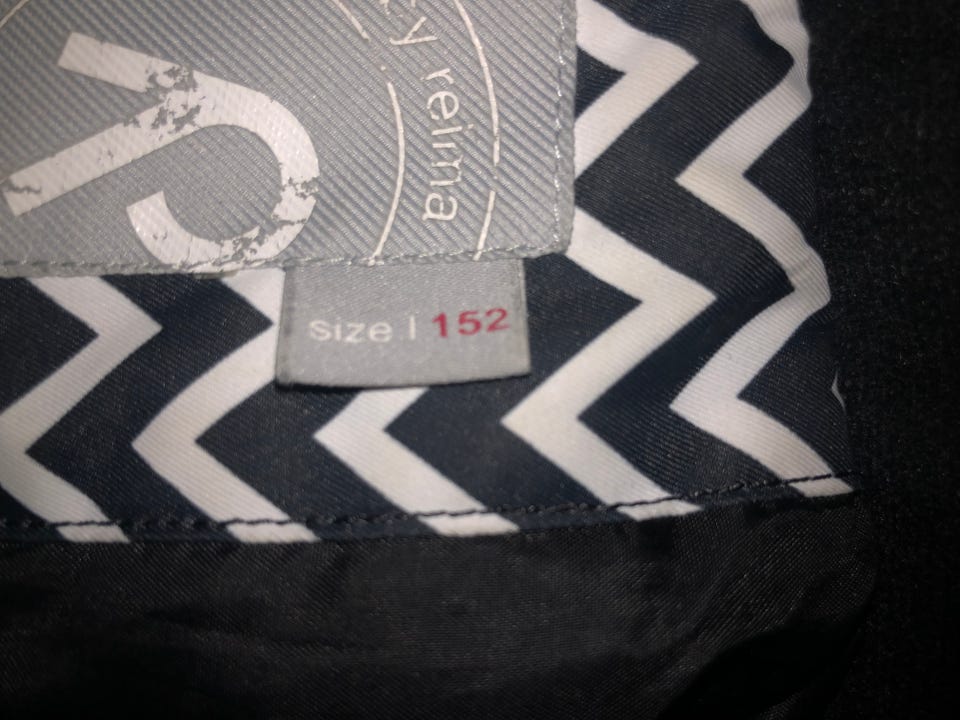 reima
size | 152